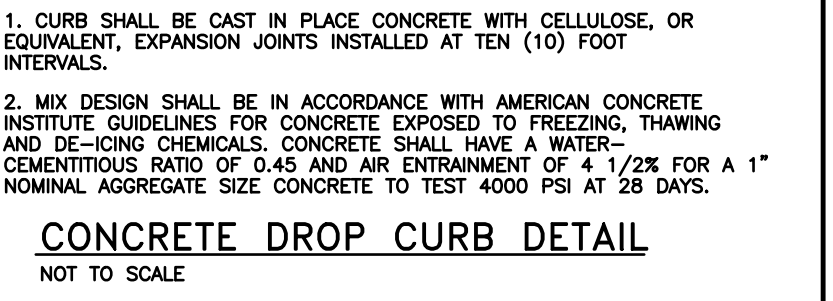 1. CURB SHALL BE CAST IN PLACE CONCRETE WITH CELLULOSE, OR
EQUIVALENT, EXPANSION JOINTS INSTALLED AT TEN (10) FOOT
INTERVALS.
2. MIX DESIGN SHALL BE IN ACCORDANCE WITH AMERICAN CONCRETE
INSTITUTE GUIDELINES FOR CONCRETE EXPOSED TO FREEZING, THAWING
AND DE-ICING CHEMICALS. CONCRETE SHALL HAVE A WATER-
CEMENTITIOUS RATIO OF 0.45 AND AIR ENTRAINMENT OF 4 1/2% FOR A 1"
NOMINAL AGGREGATE SIZE CONCRETE TO TEST 4000 PSI AT 28 DAYS.
CONCRETE DROP CURB DETAIL
NOT TO SCALE